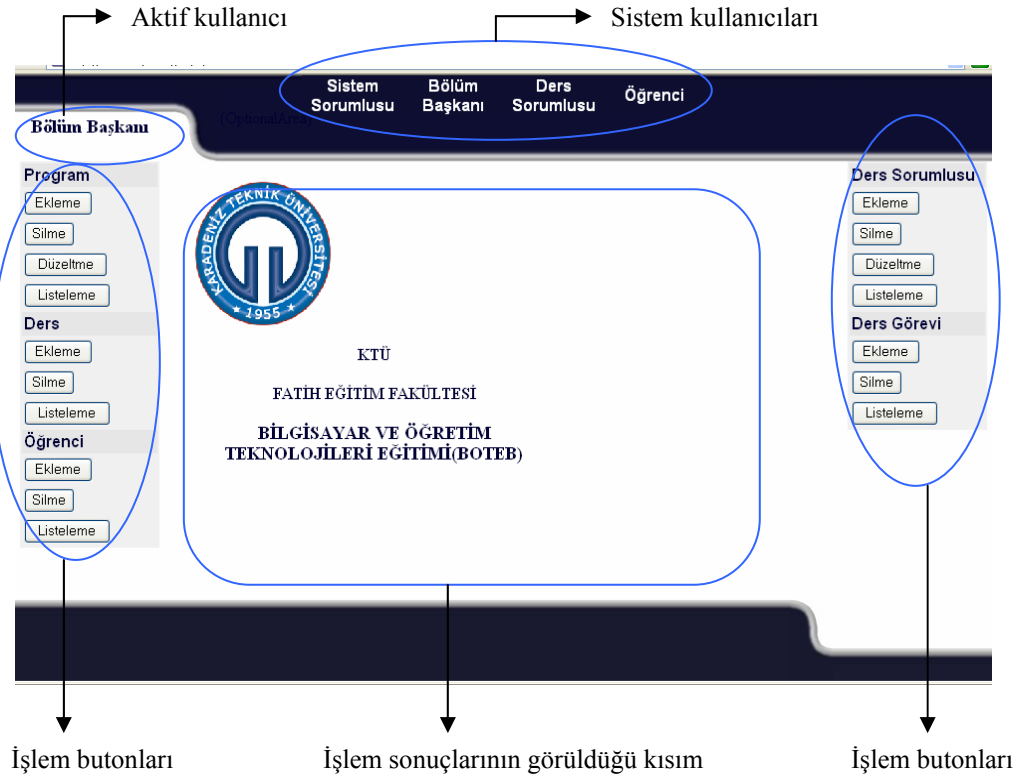 Aktif kullanıcı
Sistem kullanıcıları
Sistem Sorumlusu
Bölüm Başkanı
Ders Sorumlusu
Öğrenci
(OptionalArea)
Bölüm Başkanı
Program
Ekleme
Silme
Düzeltme
Listeleme
Ders
Ekleme
Silme
Listeleme
Öğrenci
Ekleme
Silme
Listeleme
KARADENİZ TEKNİK ÜNİVERSİTESİ
* 1955 *
KTÜ
FATİH EĞİTİM FAKÜLTESİ
BİLGİSAYAR VE ÖĞRETİM
TEKNOLOJİLERİ EĞİTİMİ(BOTEB)
Ders Sorumlusu
Ekleme
Silme
Düzeltme
Listeleme
Ders Görevi
Ekleme
Silme
Listeleme
İşlem butonları
İşlem sonuçlarının görüldüğü kısım
İşlem butonları